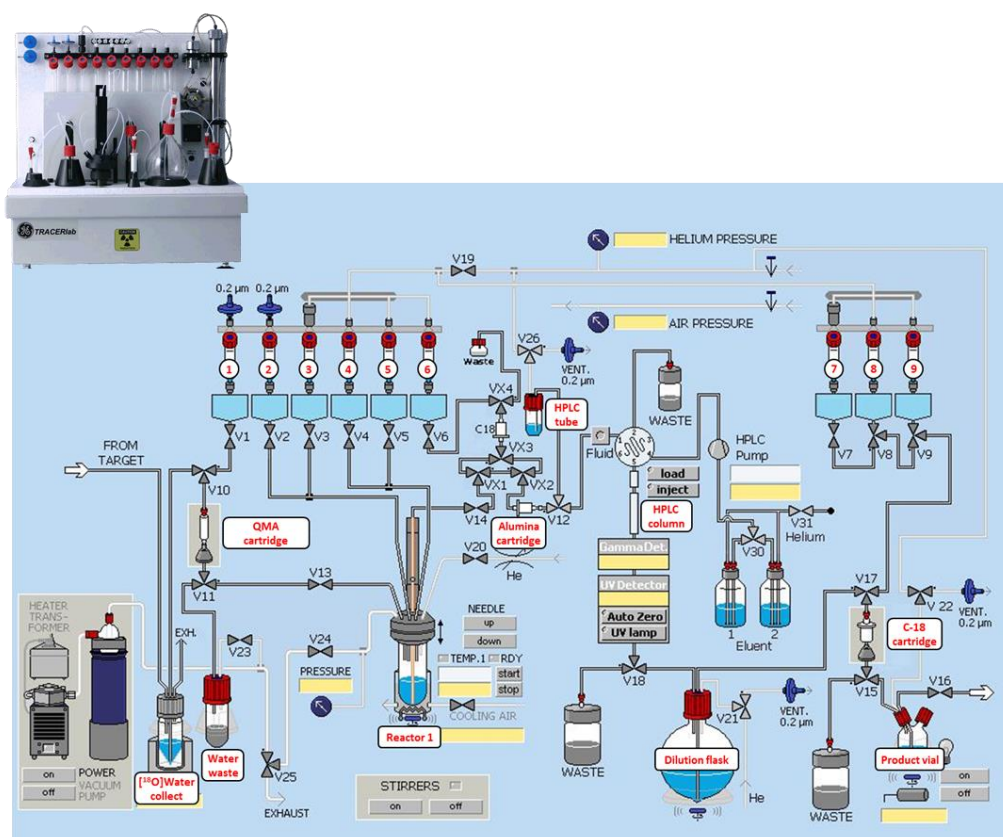 TRACERlab
HELIUM PRESSURE
V19
0.2 µm
0.2 µm
AIR PRESSURE
V26
VENT.
0.2 µm
1
2
3
4
5
6
7
8
9
Waste
VX4
HPLC
tube
WASTE
C18
VX3
VX1
VX2
Fluid
HPLC
Pump
V1
V2
V3
V4
V5
V6
V7
V8
V9
FROM
TARGET
V10
load
inject
V14
Alumina
cartridge
V12
HPLC
column
QMA
cartridge
V31
Helium
V20
He
V30
Gamma Det.
UV Detector
Auto Zero
UV lamp
1
2
Eluent
V11
V13
V17
V 22
VENT.
0.2 µm
C-18
cartridge
HEATER
TRANS-
FORMER
EXH.
V23
V24
PRESSURE
NEEDLE
up
down
TEMP.1
RDY
start
stop
COOLING AIR
Reactor 1
V18
V15
V16
V21
VENT.
0.2 µm
WASTE
Dilution flask
He
WASTE
Product vial
on
off
on
off
POWER
VACUUM
PUMP
[18O]Water
collect
Water
waste
V25
EXHAUST
STIRRERS
on
off